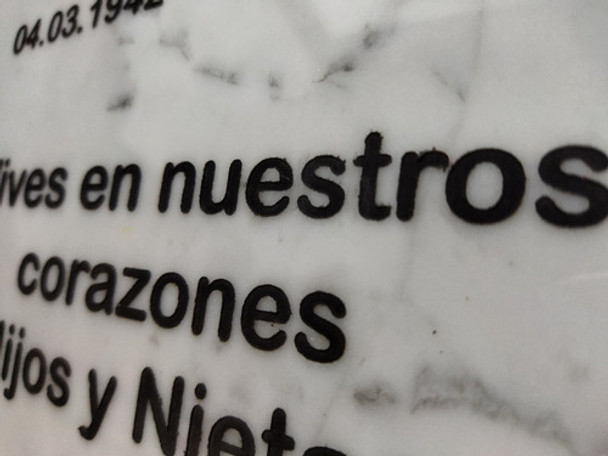 04.03.1942
ives en nuestros
corazones
ijos y Niet